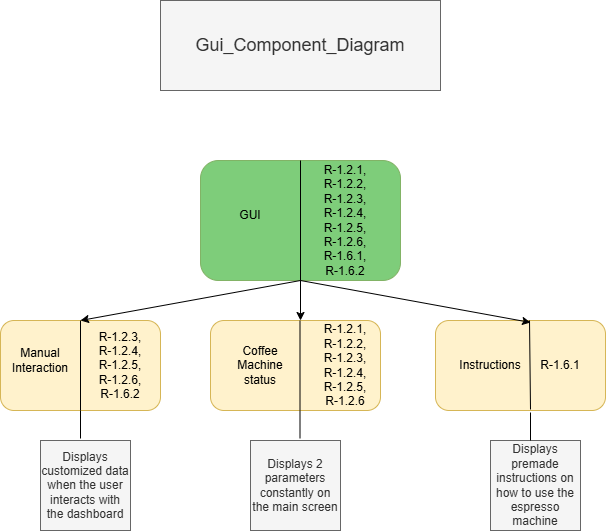 Gui_Component_Diagram
GUI
R-1.2.1,
R-1.2.2,
R-1.2.3,
R-1.2.4,
R-1.2.5,
R-1.2.6,
R-1.6.1,
R-1.6.2
Manual
Interaction
R-1.2.3,
R-1.2.4,
R-1.2.5,
R-1.2.6,
R-1.6.2
Coffee
Machine
status
R-1.2.1,
R-1.2.2,
R-1.2.3,
R-1.2.4,
R-1.2.5,
R-1.2.6
Instructions
R-1.6.1
Displays
customized data
when the user
interacts with
the dashboard
Displays 2
parameters
constantly on
the main screen
Displays
premade
instructions on
how to use the
espresso
machine